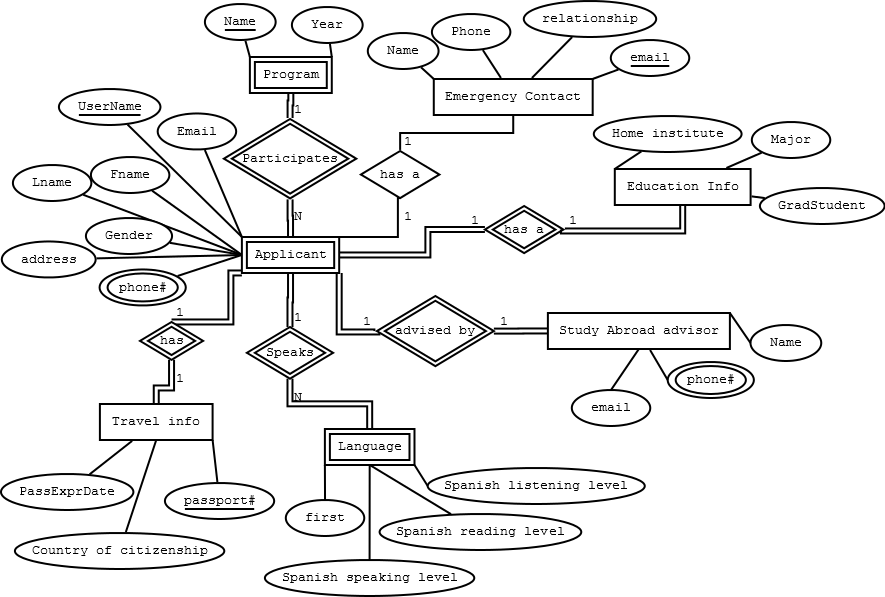 Name
Year
Program
1
Participates
N
Name
Phone
relationship
email
Emergency Contact
1
has a
1
Home institute
Major
Education Info
GradStudent
1
has a
1
UserName
Email
Lname
Fname
Gender
address
phone#
Applicant
1
advised by
1
Study Abroad advisor
Name
phone#
email
1
has
1
Travel info
PassExprDate
passport#
Country of citizenship
1
Speaks
N
Language
first
Spanish listening level
Spanish reading level
Spanish speaking level